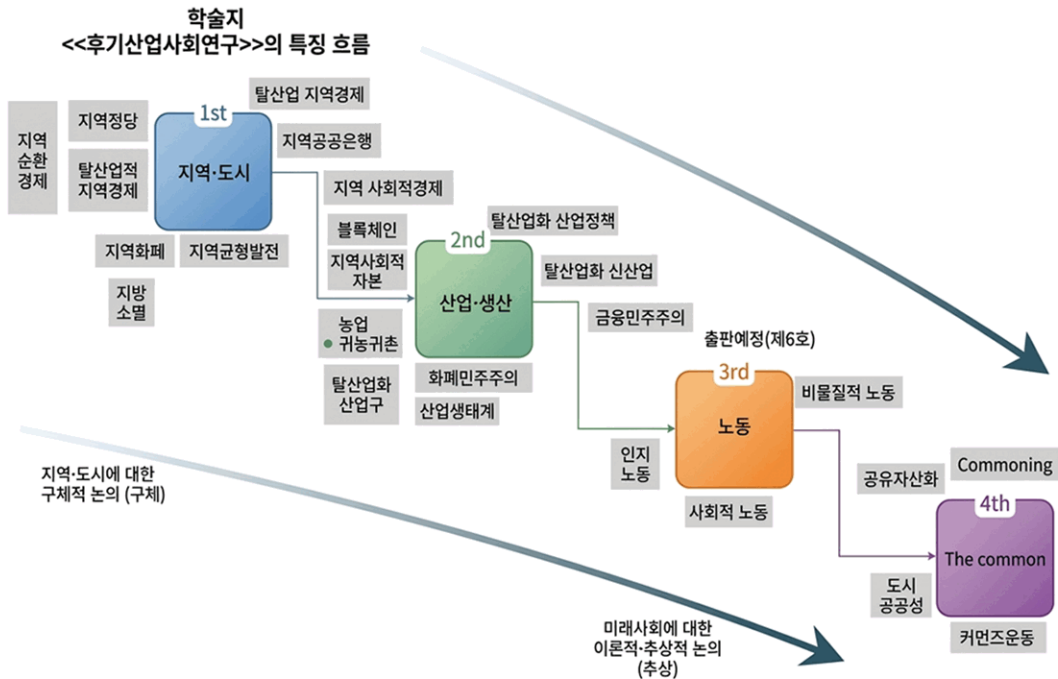 학술지
<<후기산업사회연구>>의 특징 흐름
1st
지역·도시
탈산업 지역경제
지역정당
지역
순환
경제
탈산업적
지역경제
지역공공은행
지역화폐
지역균형발전
지방
소멸
지역 사회적경제
블록체인
지역사회적
자본
농업
귀농귀촌
탈산업화
산업구
2nd
산업·생산
탈산업화 산업정책
탈산업화 신산업
금융민주주의
화폐민주주의
산업생태계
출판예정(제6호)
3rd
노동
비물질적 노동
인지
노동
사회적 노동
4th
The common
공유자산화
Commoning
도시
공공성
커먼즈운동
지역·도시에 대한
구체적 논의 (구체)
미래사회에 대한
이론적·추상적 논의
(추상)